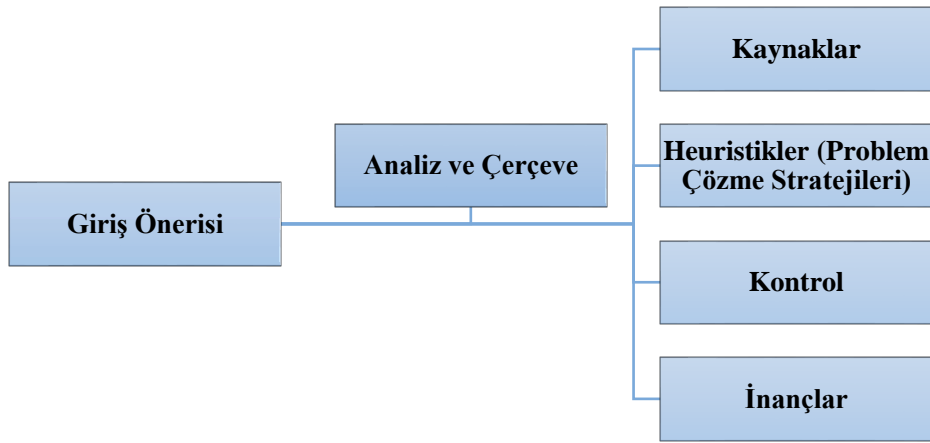 Giriş Önerisi
Analiz ve Çerçeve
Kaynaklar
Heuristikler (Problem
Çözme Stratejileri)
Kontrol
İnançlar